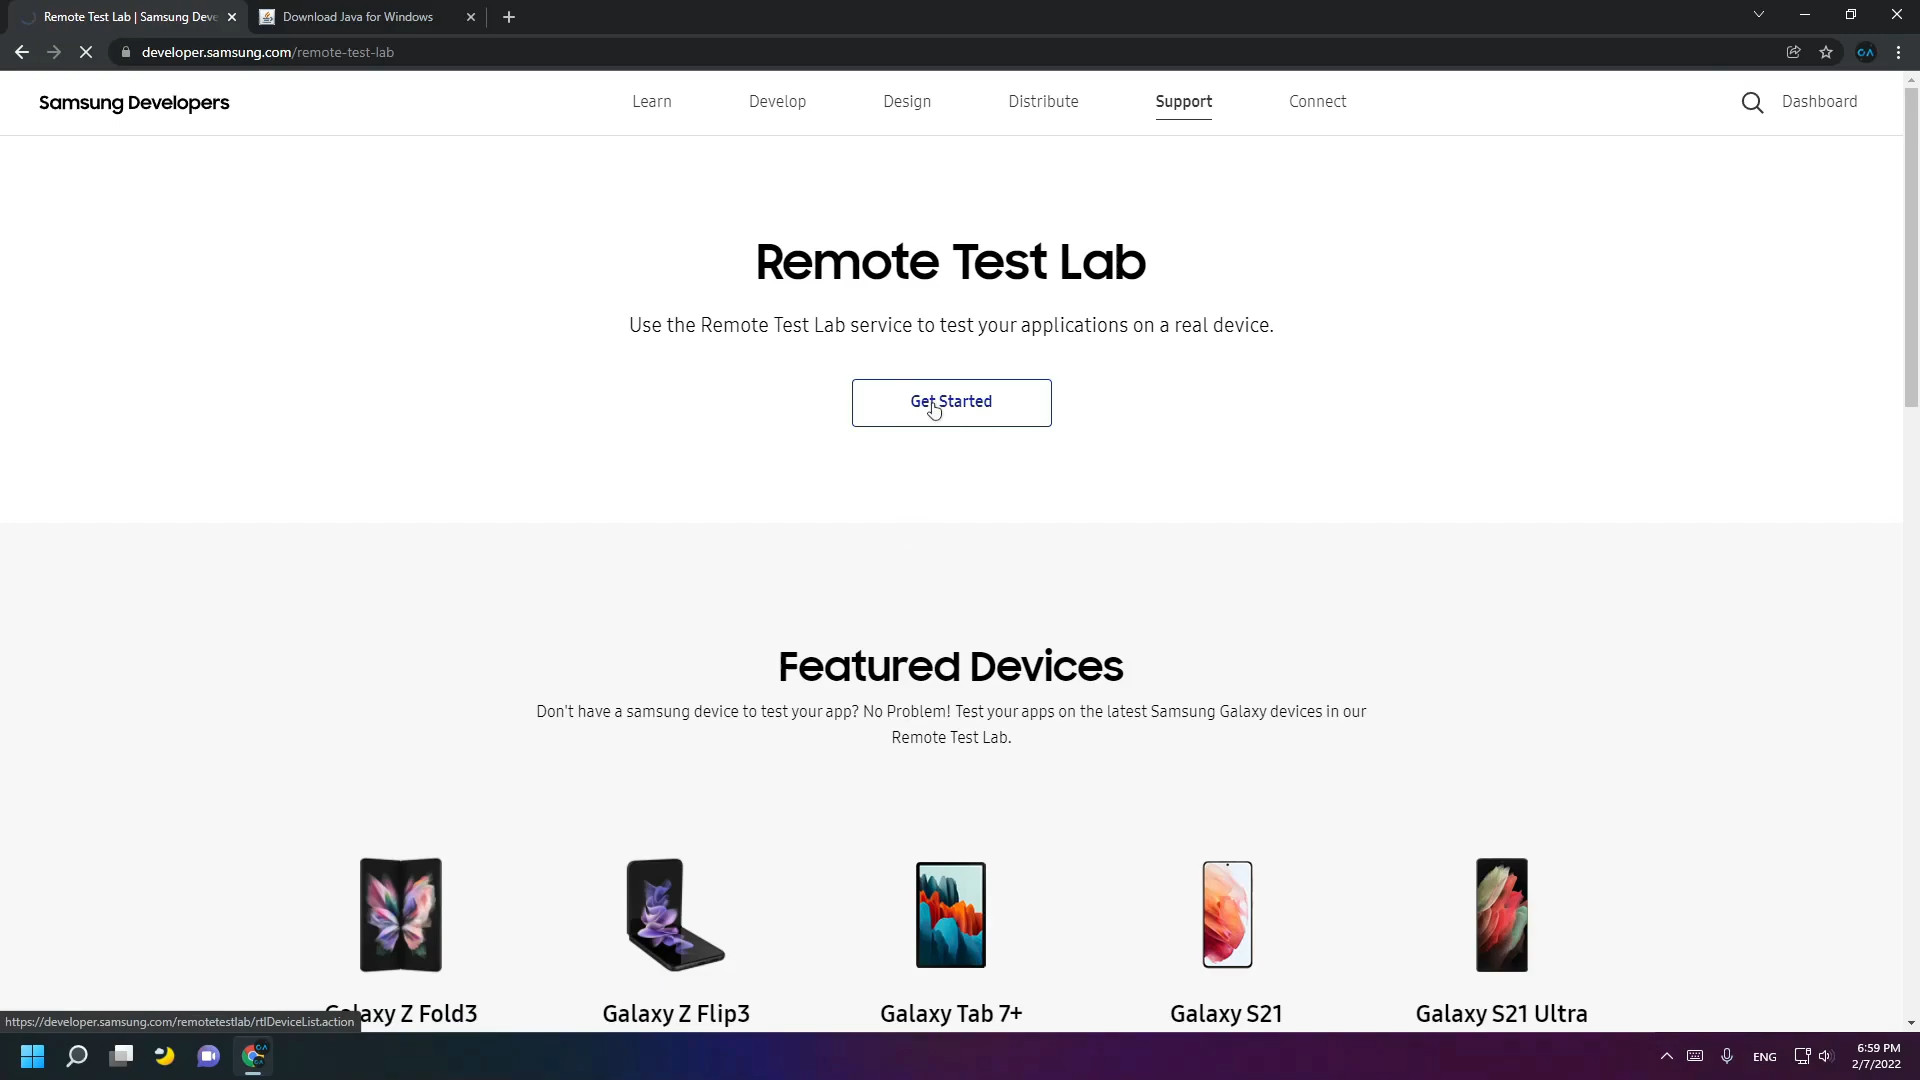 Remote Test Lab | Samsung Deve
Download Java for Windows
developer.samsung.com/remote-test-lab
Samsung Developers
Learn
Develop
Design
Distribute
Support
Connect
Dashboard
Remote Test Lab
Use the Remote Test Lab service to test your applications on a real device.
Get Started
Featured Devices
Don't have a samsung device to test your app? No Problem! Test your apps on the latest Samsung Galaxy devices in our
Remote Test Lab.
Galaxy Z Fold3
Galaxy Z Flip3
Galaxy Tab 7+
Galaxy S21
Galaxy S21 Ultra
https://developer.samsung.com/remotetestlab/rtlDeviceList.action
ENG
6:59 PM
2/7/2022